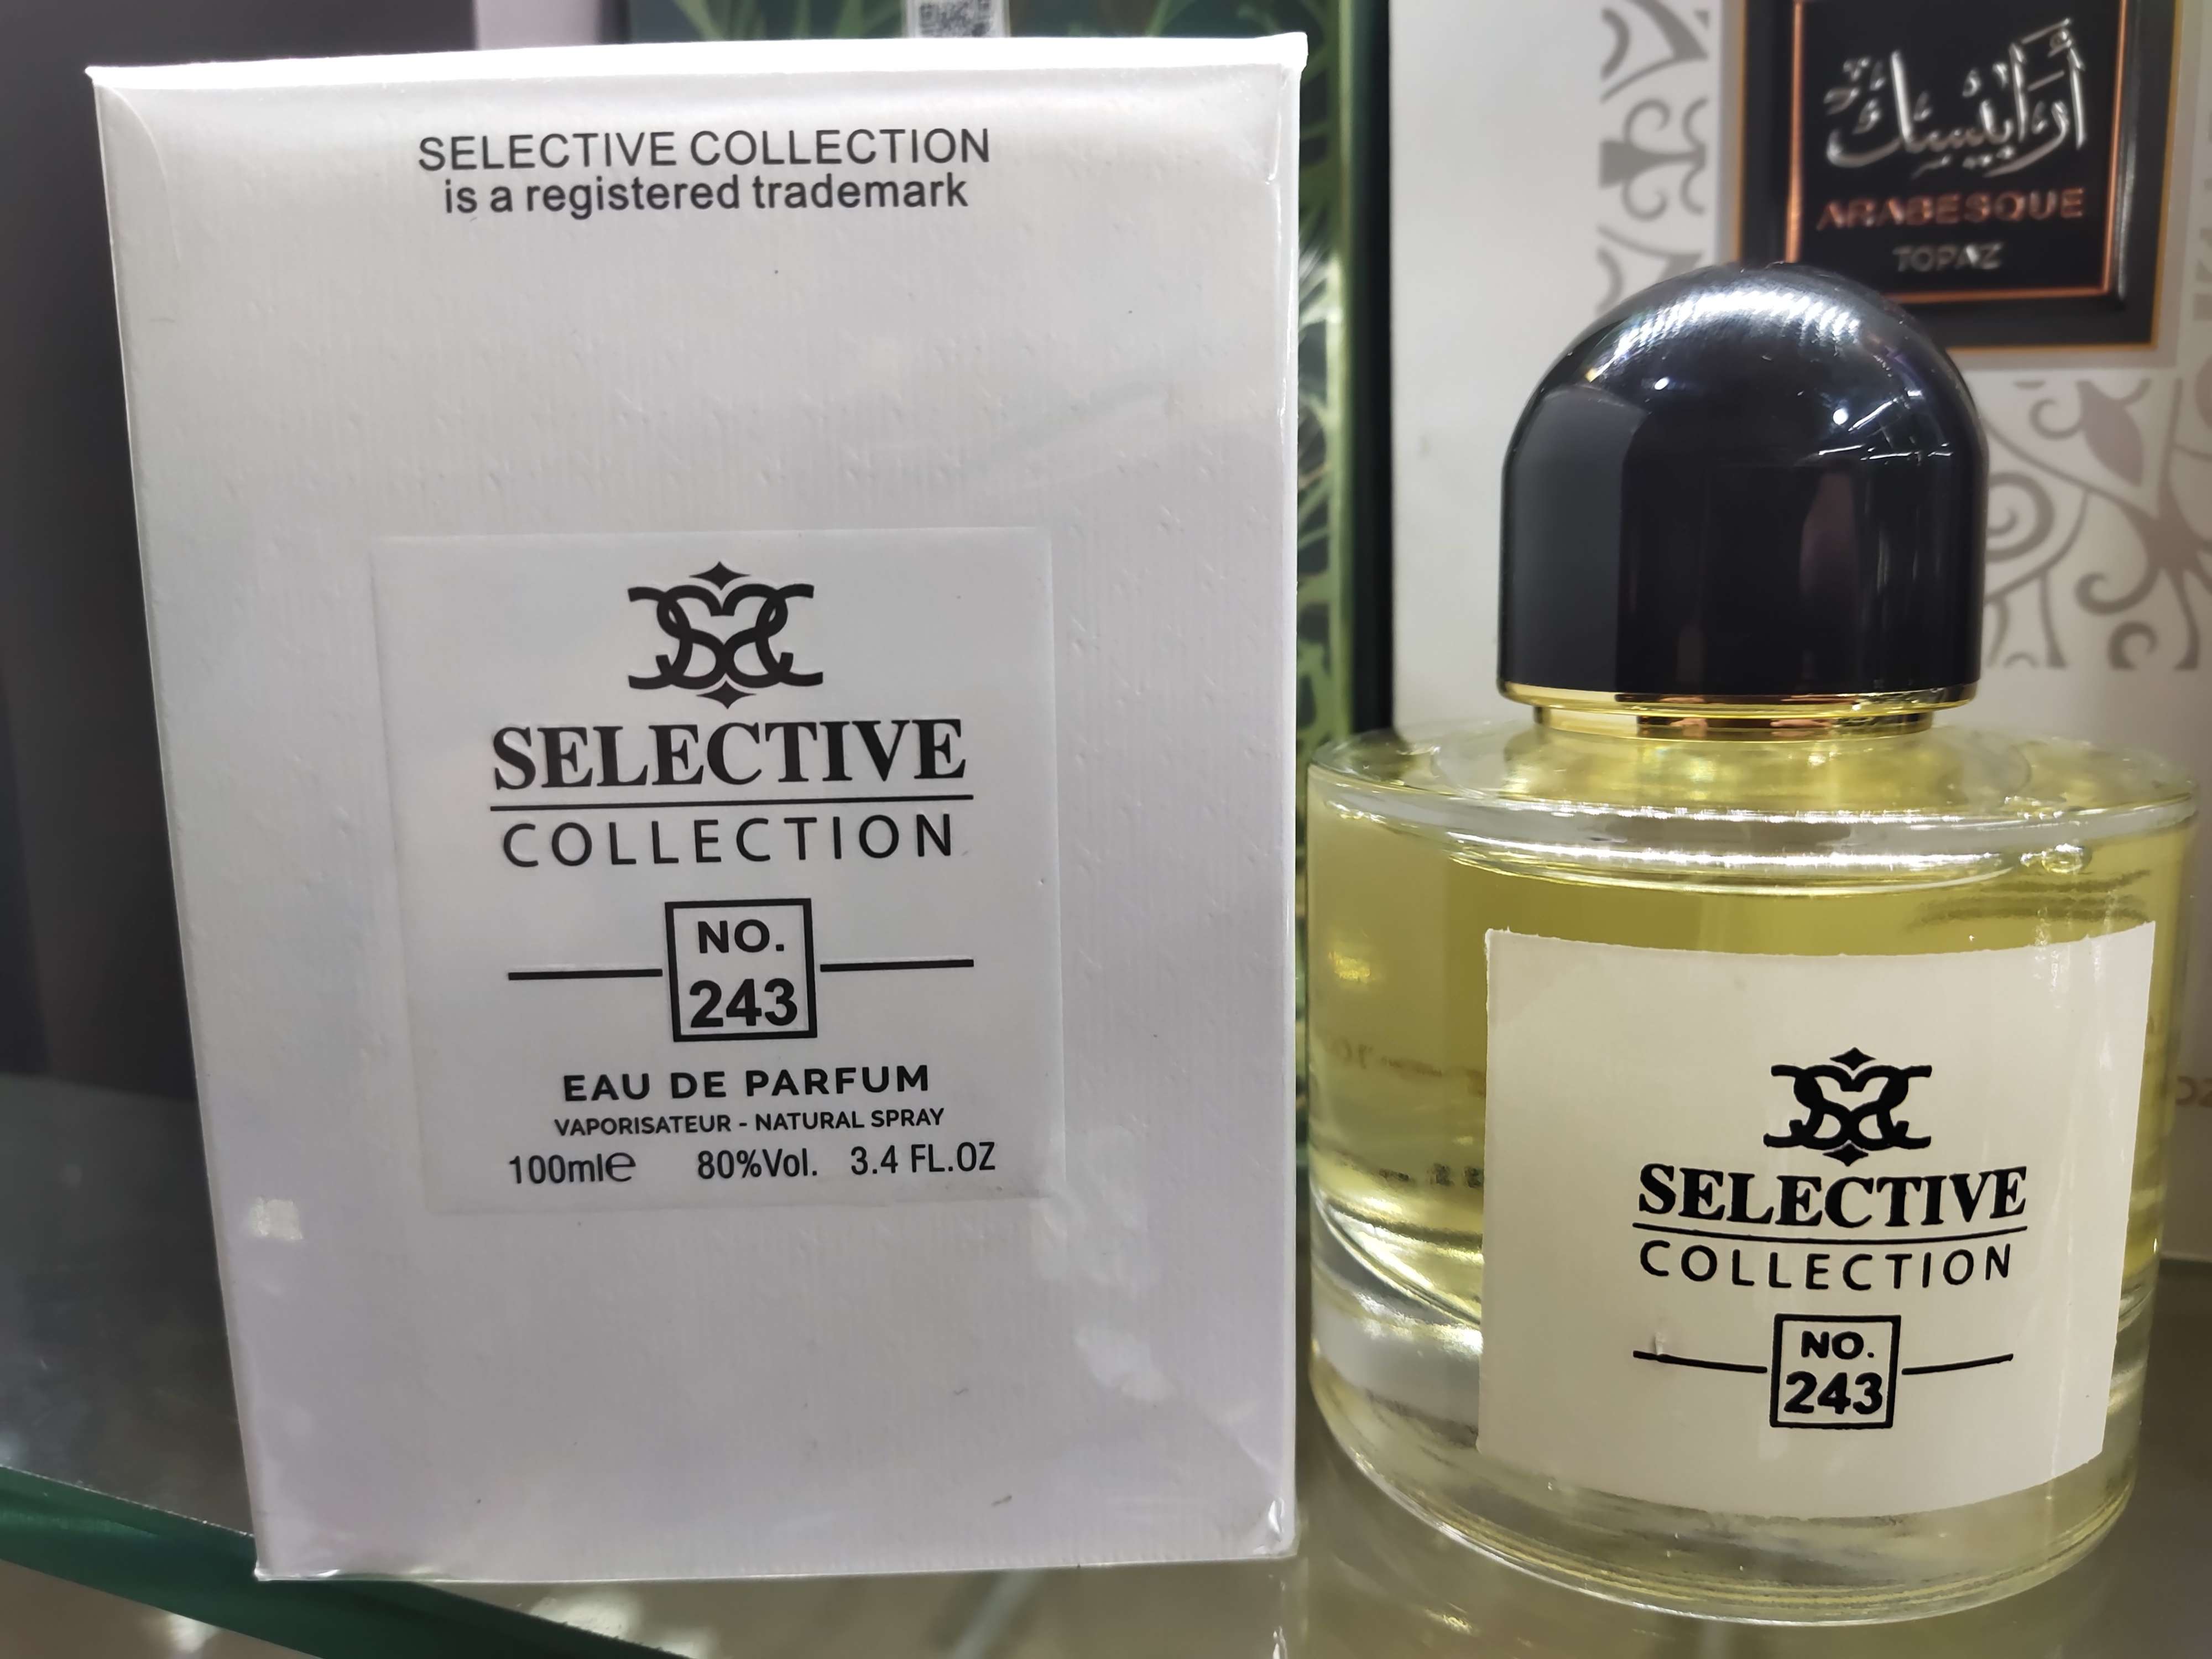 SELECTIVE COLLECTION
is a registered trademark
SELECTIVE
COLLECTION
NO.
243
EAU DE PARFUM
VAPORISATEUR - NATURAL SPRAY
100ml℮ 80%Vol. 3.4 FL.OZ
أرابيسك
ARABESQUE
TOPAZ
SELECTIVE
COLLECTION
NO.
243